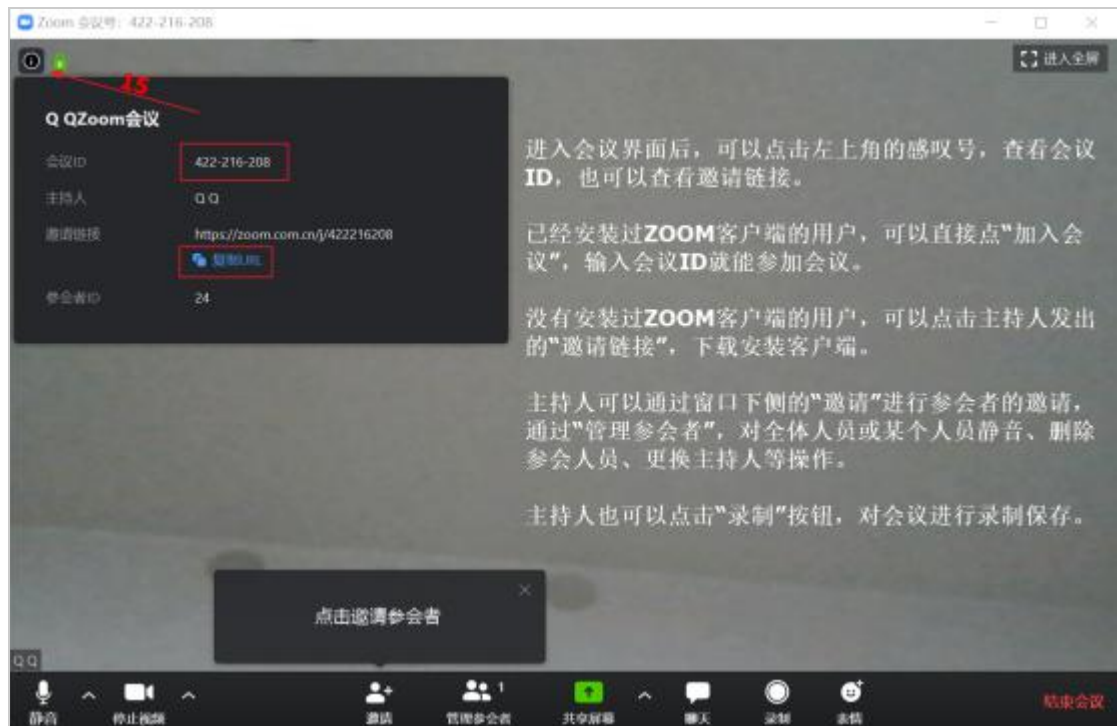 Zoom 会议号: 422-216-208
进入全屏
15
Q QZoom会议
会议ID 422-216-208
主持人 Q Q
邀请链接 https://zoom.com.cn/j/422216208
复制URL
参会者ID 24
进入会议界面后，可以点击左上角的感叹号，查看会议
ID，也可以查看邀请链接。
已经安装过ZOOM客户端的用户，可以直接点"加入会
议"，输入会议ID就能参加会议。
没有安装过ZOOM客户端的用户，可以点击主持人发出
的"邀请链接"，下载安装客户端。
主持人可以通过窗口下侧的"邀请"进行参会者的邀请，
通过"管理参会者"，对全体人员或某个人员静音、删除
参会人员、更换主持人等操作。
主持人也可以点击"录制"按钮，对会议进行录制保存。
点击邀请参会者
Q Q
静音 停止视频 邀请 管理参会者 1 共享屏幕 聊天 录制 表情 结束会议